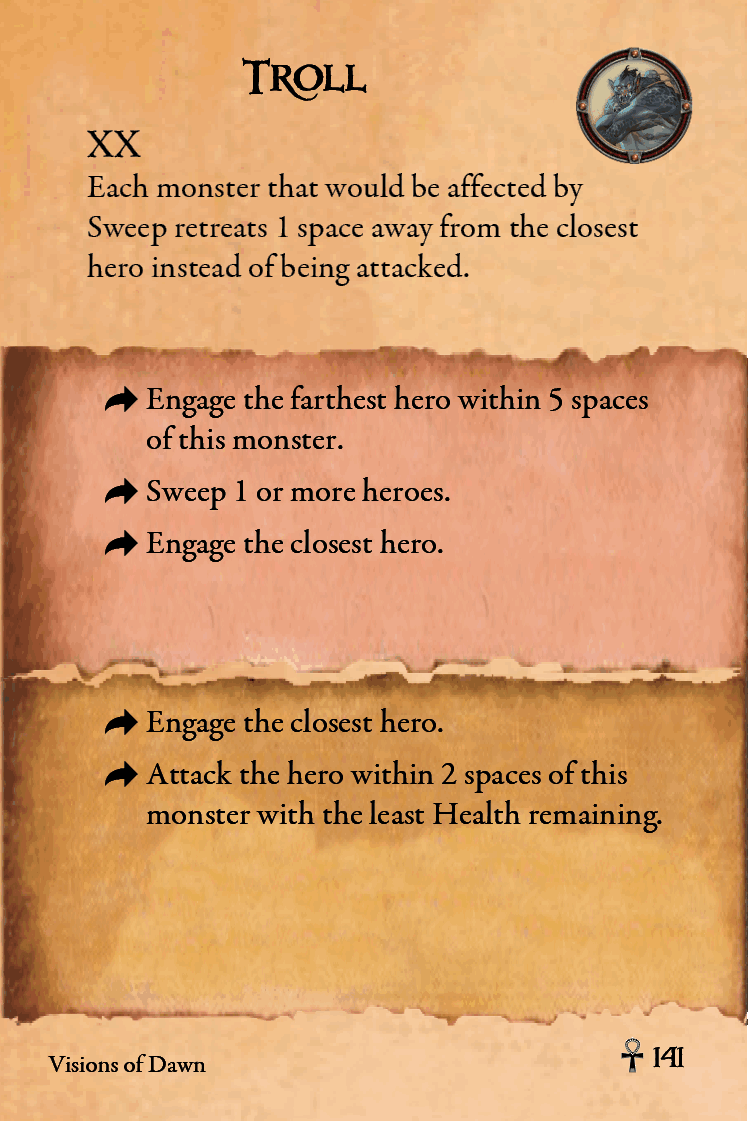 Troll
XX
Each monster that would be affected by
Sweep retreats 1 space away from the closest
hero instead of being attacked.
Engage the farthest hero within 5 spaces
of this monster.
Sweep 1 or more heroes.
Engage the closest hero.
Engage the closest hero.
Attack the hero within 2 spaces of this
monster with the least Health remaining.
Visions of Dawn
141